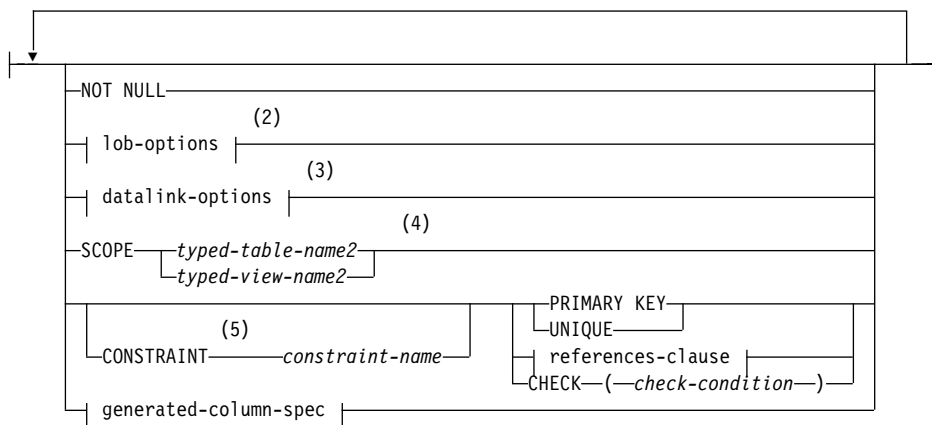 NOT NULL
(2)
lob-options
(3)
datalink-options
(4)
SCOPE typed-table-name2
typed-view-name2
PRIMARY KEY
(5) UNIQUE
CONSTRAINT constraint-name references-clause
CHECK ( check-condition )
generated-column-spec